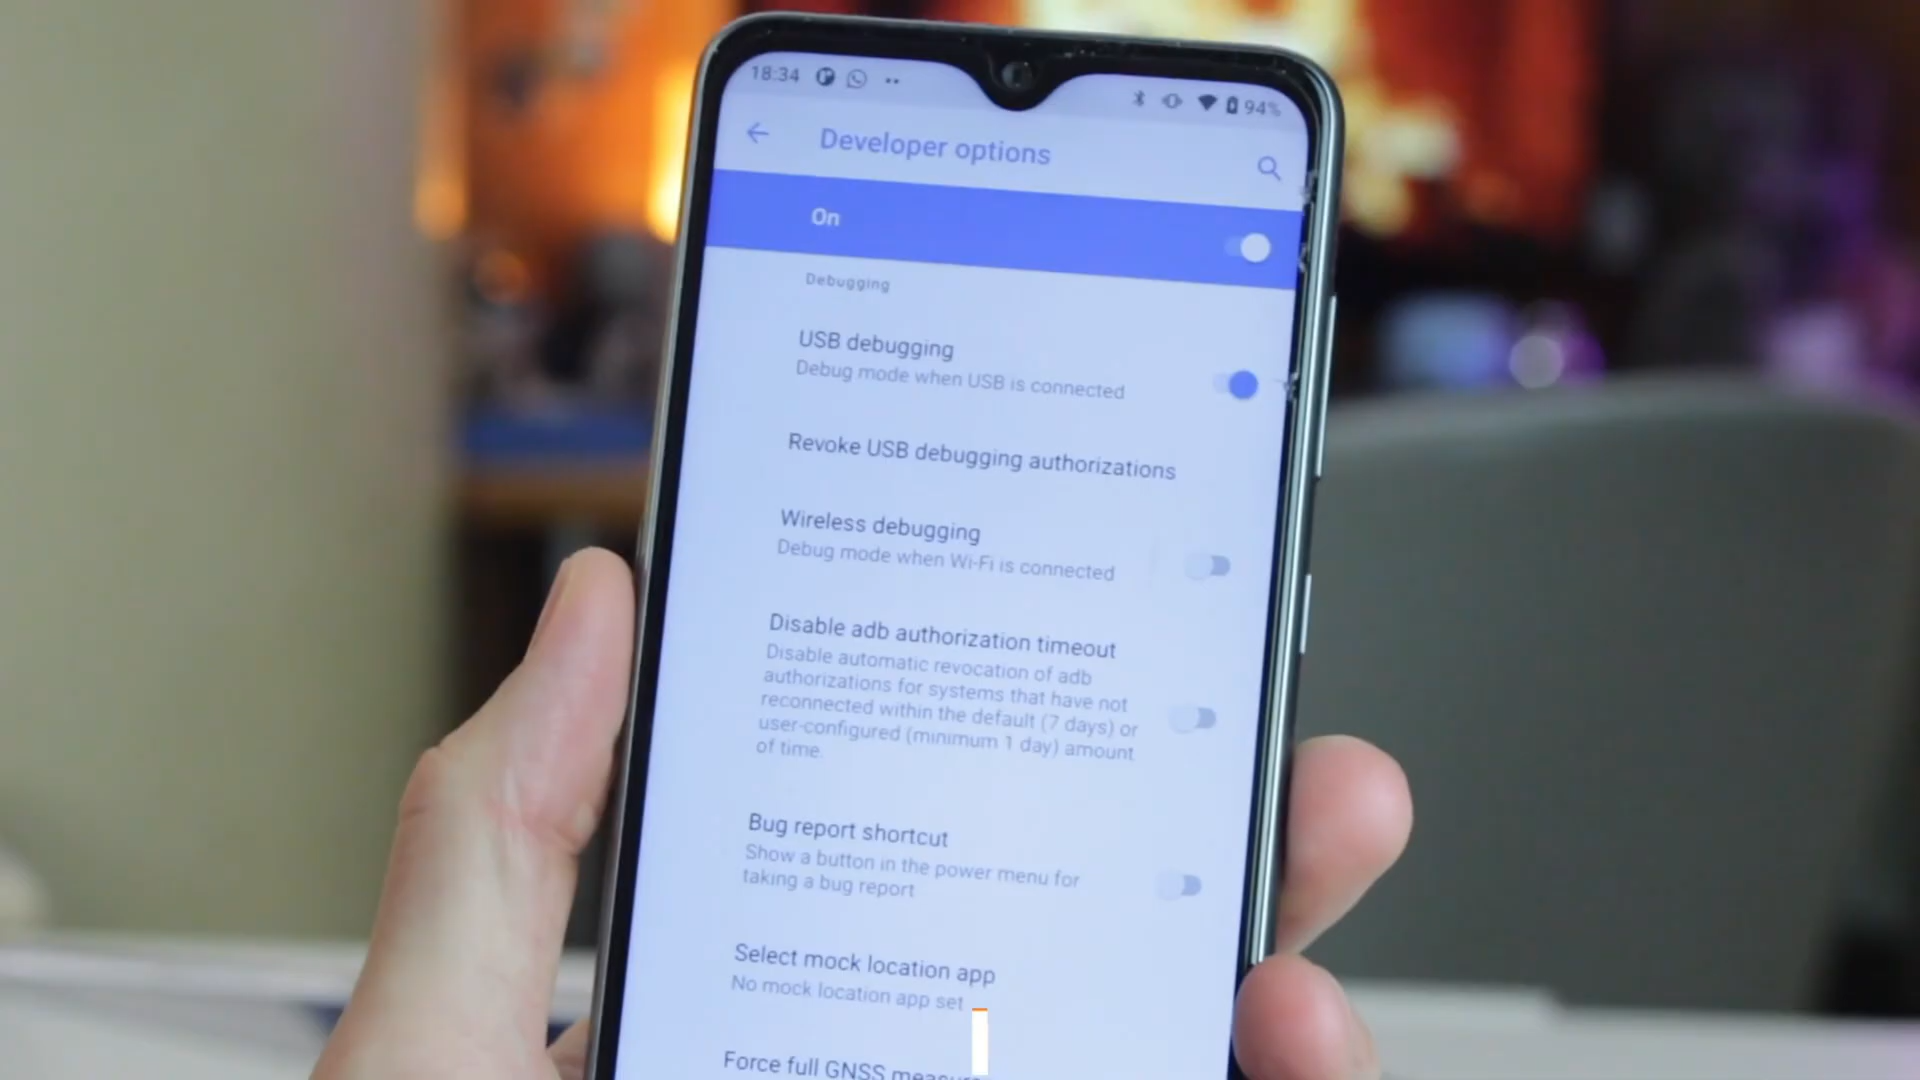 18:34
94%
Developer options
On
Debugging
USB debugging
Debug mode when USB is connected
Revoke USB debugging authorizations
Wireless debugging
Debug mode when Wi-Fi is connected
Disable adb authorization timeout
Disable automatic revocation of adb
authorizations for systems that have not
reconnected within the default (7 days) or
user-configured (minimum 1 day) amount
of time.
Bug report shortcut
Show a button in the power menu for
taking a bug report
Select mock location app
No mock location app set
Force full GNSS